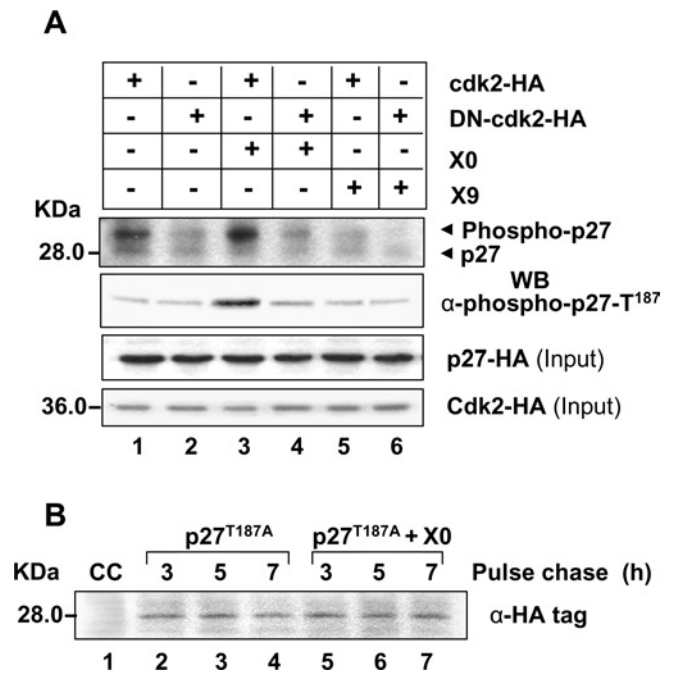 A
+ - + - + - cdk2-HA
- + - + - + DN-cdk2-HA
- - + + - - X0
- - - - + + X9
KDa
◄ Phospho-p27
28.0 ◄ p27
WB
α-phospho-p27-T187
p27-HA (Input)
36.0 Cdk2-HA (Input)
1 2 3 4 5 6
B
p27T187A p27T187A + X0
KDa CC 3 5 7 3 5 7 Pulse chase (h)
28.0 α-HA tag
1 2 3 4 5 6 7